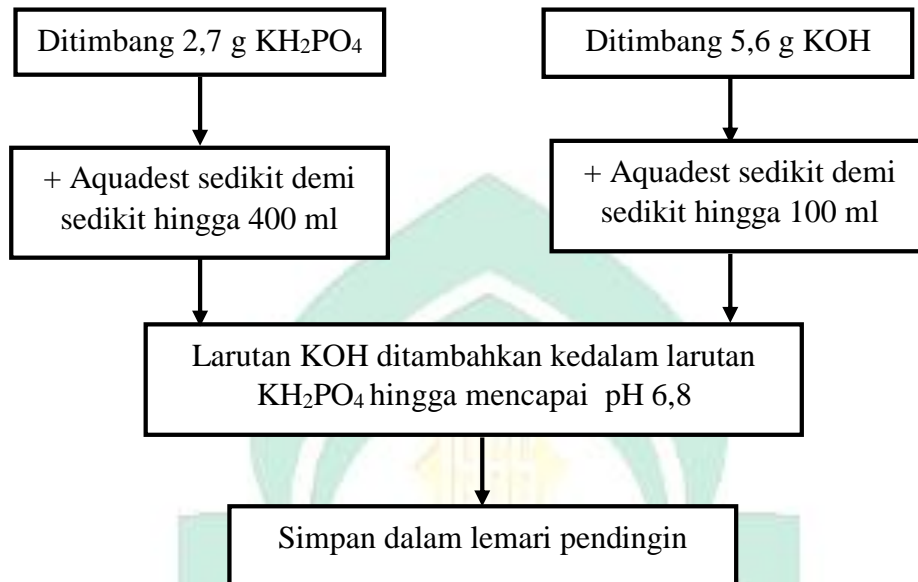 Ditimbang 2,7 g KH₂PO₄
Ditimbang 5,6 g KOH
+ Aquadest sedikit demi
sedikit hingga 400 ml
+ Aquadest sedikit demi
sedikit hingga 100 ml
Larutan KOH ditambahkan kedalam larutan
KH₂PO₄ hingga mencapai pH 6,8
Simpan dalam lemari pendingin